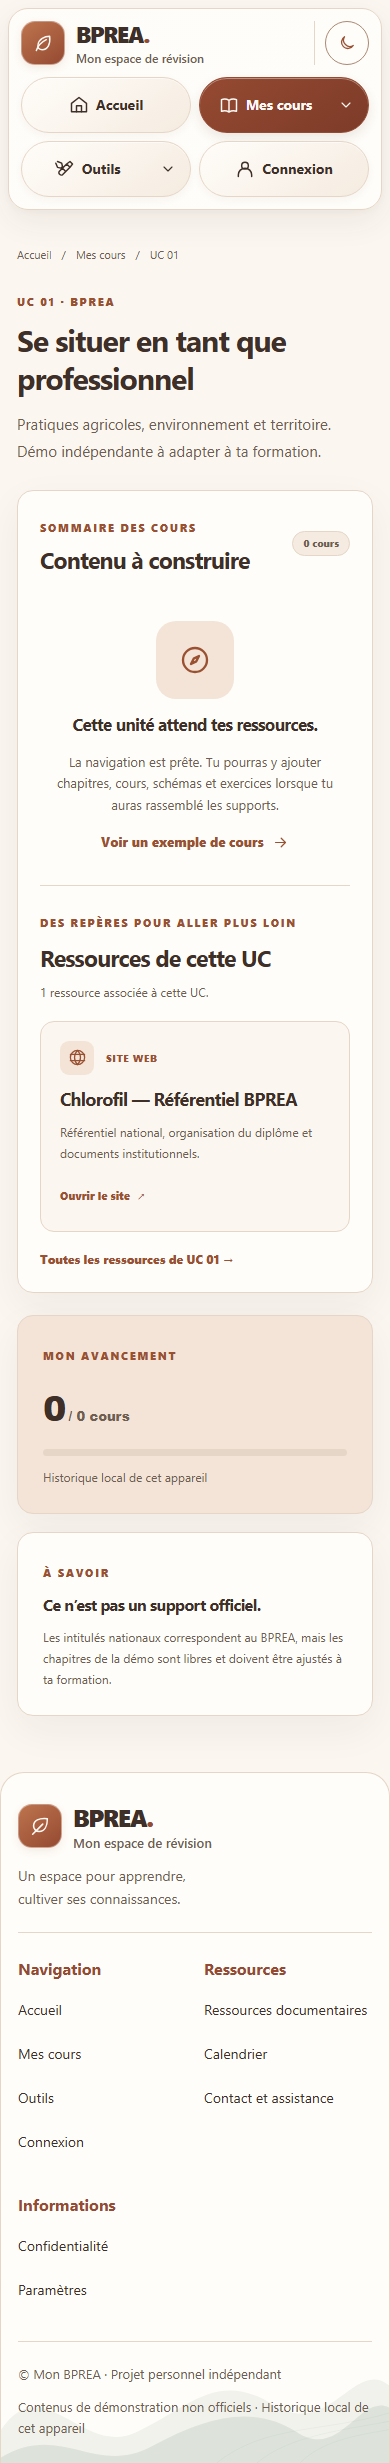 BPREA.
Mon espace de révision
Accueil
Mes cours
Outils
Connexion
Accueil / Mes cours / UC 01
UC 01 · BPREA
Se situer en tant que
professionnel
Pratiques agricoles, environnement et territoire.
Démo indépendante à adapter à ta formation.
SOMMAIRE DES COURS
Contenu à construire
0 cours
Cette unité attend tes ressources.
La navigation est prête. Tu pourras y ajouter
chapitres, cours, schémas et exercices lorsque tu
auras rassemblé les supports.
Voir un exemple de cours →
DES REPÈRES POUR ALLER PLUS LOIN
Ressources de cette UC
1 ressource associée à cette UC.
SITE WEB
Chlorofil — Référentiel BPREA
Référentiel national, organisation du diplôme et
documents institutionnels.
Ouvrir le site ↗
Toutes les ressources de UC 01 →
MON AVANCEMENT
0 / 0 cours
Historique local de cet appareil
À SAVOIR
Ce n'est pas un support officiel.
Les intitulés nationaux correspondent au BPREA, mais les
chapitres de la démo sont libres et doivent être ajustés à
ta formation.
BPREA.
Mon espace de révision
Un espace pour apprendre,
cultiver ses connaissances.
Navigation
Accueil
Mes cours
Outils
Connexion
Ressources
Ressources documentaires
Calendrier
Contact et assistance
Informations
Confidentialité
Paramètres
© Mon BPREA · Projet personnel indépendant
Contenus de démonstration non officiels · Historique local de
cet appareil